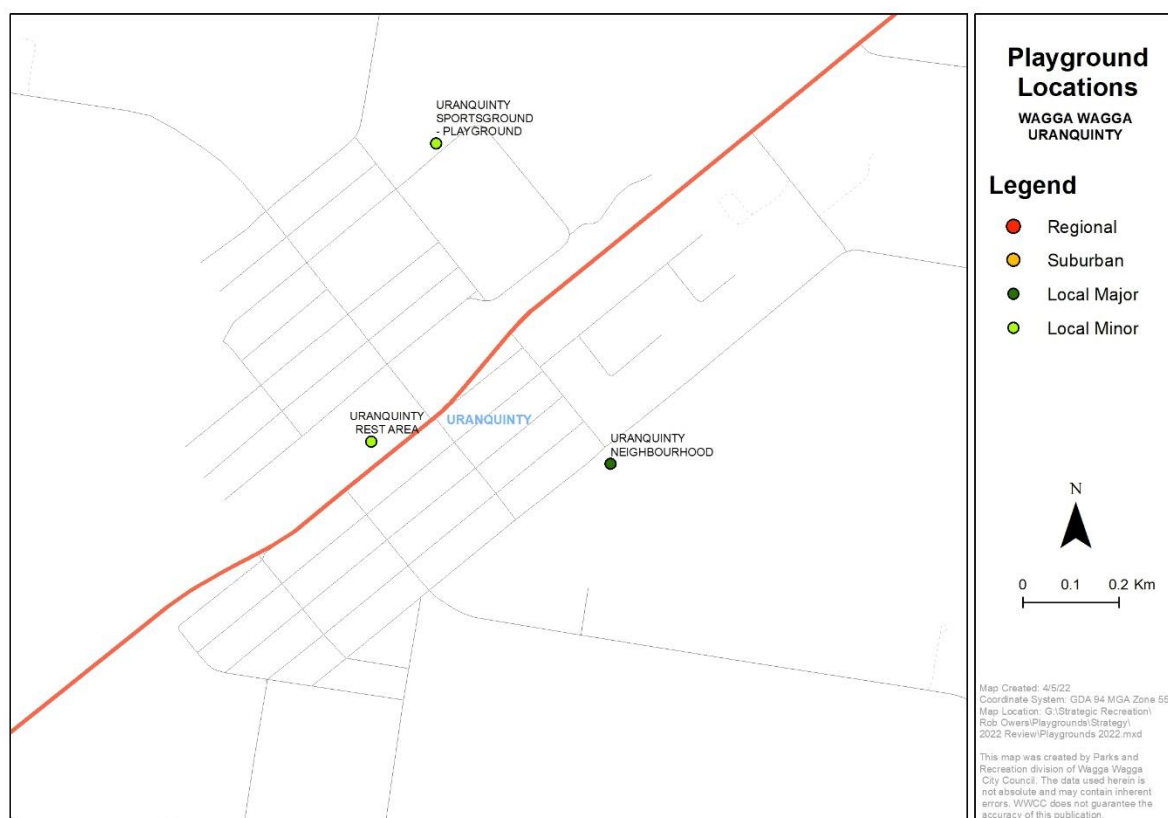 URANQUINTY
SPORTSGROUND
- PLAYGROUND
URANQUINTY
REST AREA
URANQUINTY
URANQUINTY
NEIGHBOURHOOD
Playground
Locations
WAGGA WAGGA
URANQUINTY
Legend
Regional
Suburban
Local Major
Local Minor
N
0 0.1 0.2 Km
Map Created: 4/5/22
Coordinate System: GDA 94 MGA Zone 55
Map Location: G:\Strategic Recreation\
Rob Owers\Playgrounds\Strategy\
2022 Review\Playgrounds 2022.mxd
This map was created by Parks and
Recreation division of Wagga Wagga
City Council. The data used herein is
not absolute and may contain inherent
errors. WWCC does not guarantee the
accuracy of this publication.